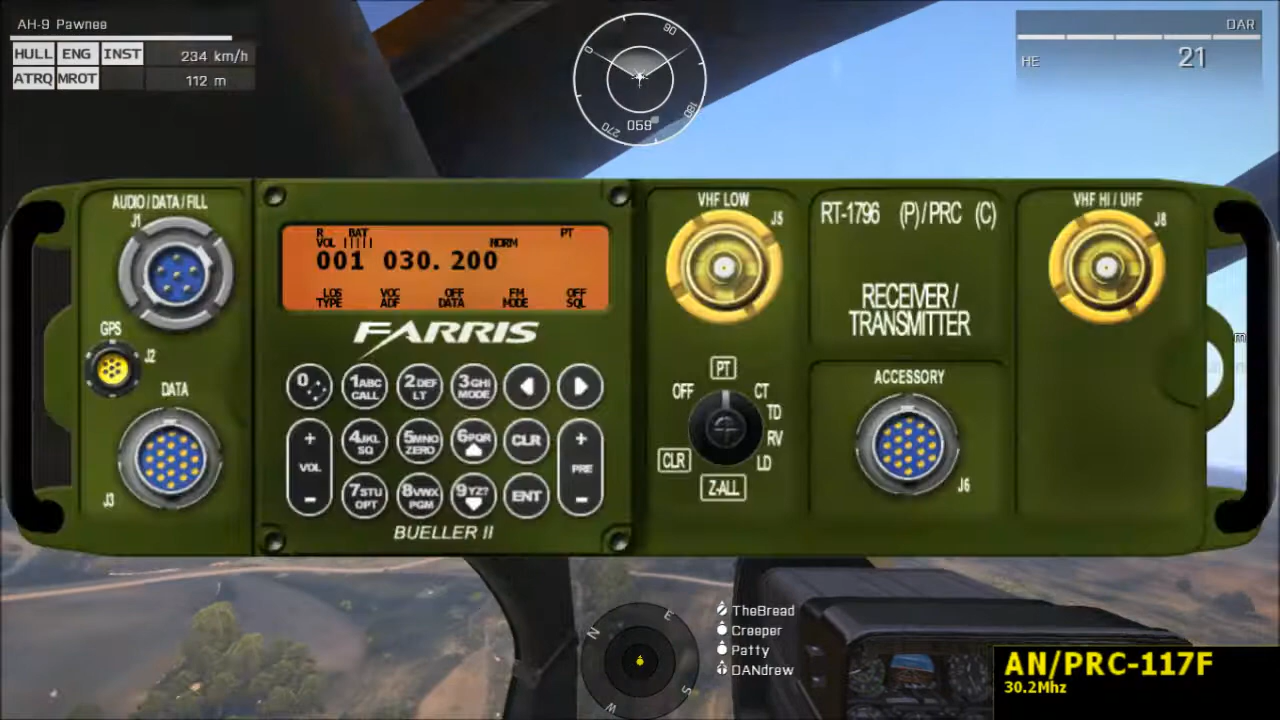 AH-9 Pawnee
HULL ENG INST 234 km/h
ATRQ MROT 112 m
0 90 180 270
059
DAR
HE 21
AUDIO / DATA / FILL
J1
GPS
J2
DATA
J3
R BAT PT
VOL NORM
001 030. 200
LOS VOC OFF FM OFF
TYPE ADF DATA MODE SQL
FARRIS
0 1ABC CALL 2DEF LT 3GHI MODE
+ VOL - 4JKL SQ 5MNO ZERO 6PQR CLR + PRE -
7STU OPT 8VWX PGM 9YZ? ENT
BUELLER II
VHF LOW
J5
PT
OFF CT
TD
RV
CLR LD
Z-ALL
RT-1796 (P)/PRC (C)
RECEIVER /
TRANSMITTER
ACCESSORY
J6
VHF HI / UHF
J8
m
N E S W
TheBread
Creeper
Patty
DANdrew
AN/PRC-117F
30.2Mhz